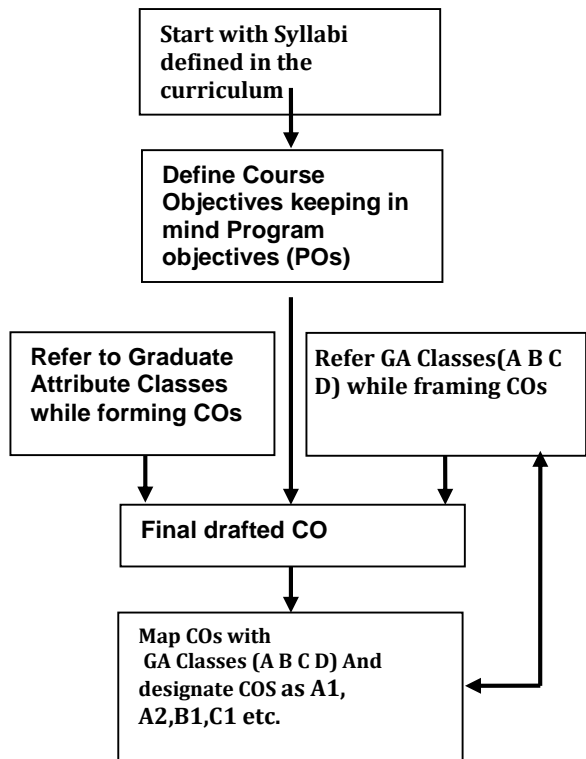 Start with Syllabi
defined in the
curriculum
Define Course
Objectives keeping in
mind Program
objectives (POs)
Refer to Graduate
Attribute Classes
while forming COs
Refer GA Classes(A B C
D) while framing COs
Final drafted CO
Map COs with
GA Classes (A B C D) And
designate COS as A1,
A2,B1,C1 etc.